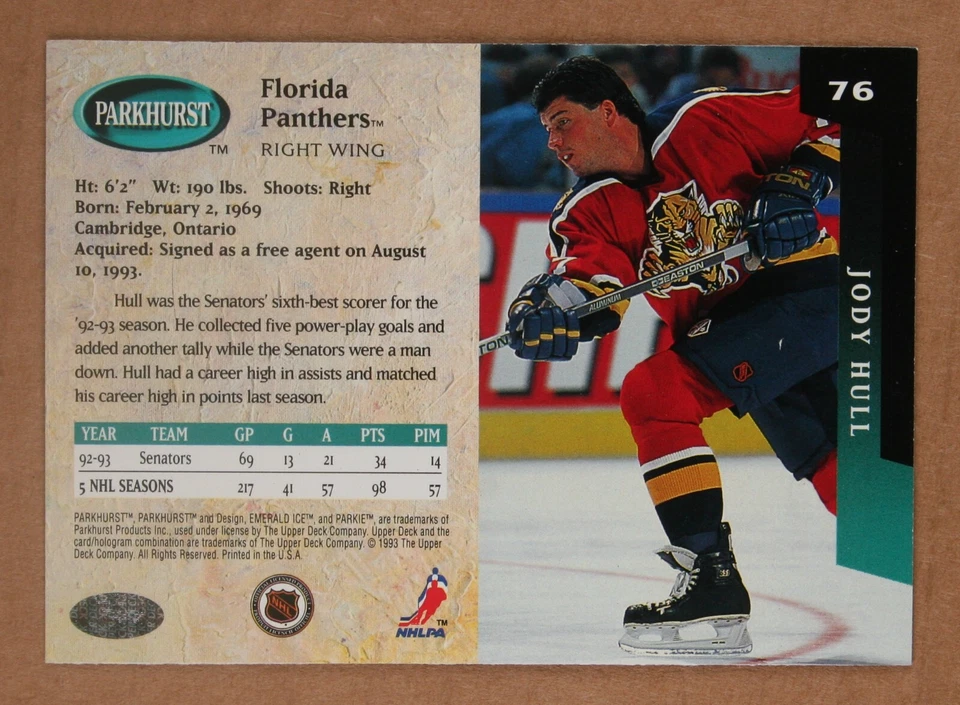 PARKHURST
TM
Florida
Panthers™
RIGHT WING
Ht: 6'2" Wt: 190 lbs. Shoots: Right
Born: February 2, 1969
Cambridge, Ontario
Acquired: Signed as a free agent on August
10, 1993.
Hull was the Senators' sixth-best scorer for the
'92-93 season. He collected five power-play goals and
added another tally while the Senators were a man
down. Hull had a career high in assists and matched
his career high in points last season.
YEAR TEAM GP G A PTS PIM
92-93 Senators 69 13 21 34 14
5 NHL SEASONS 217 41 57 98 57
PARKHURST™, PARKHURST™ and Design, EMERALD ICE™, and PARKIE™, are trademarks of
Parkhurst Products Inc., used under license by The Upper Deck Company. Upper Deck and the
card/hologram combination are trademarks of The Upper Deck Company. © 1993 The Upper
Deck Company. All Rights Reserved. Printed in the U.S.A.
NHL
NHLPA
TM
76
JODY HULL
EASTON
ALUMINUM
TON
TON